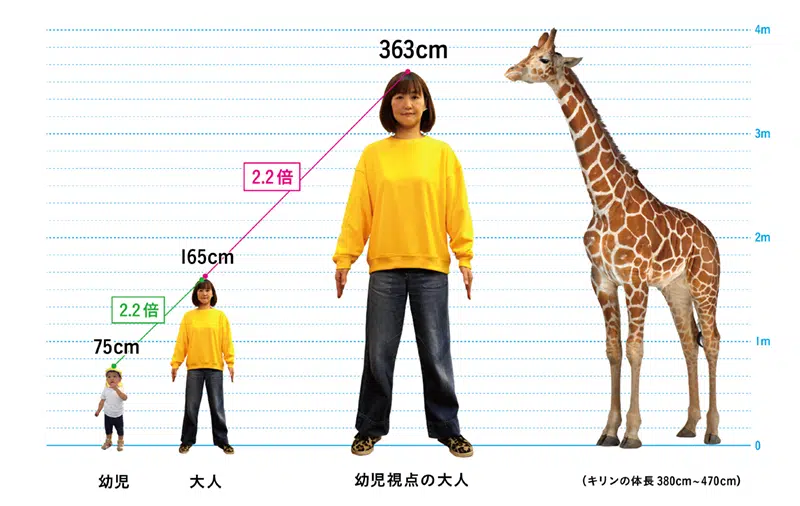 4m
363cm
3m
2.2倍
165cm
2m
2.2倍
75cm
1m
0
幼児
大人
幼児視点の大人
(キリンの体長 380cm~470cm)